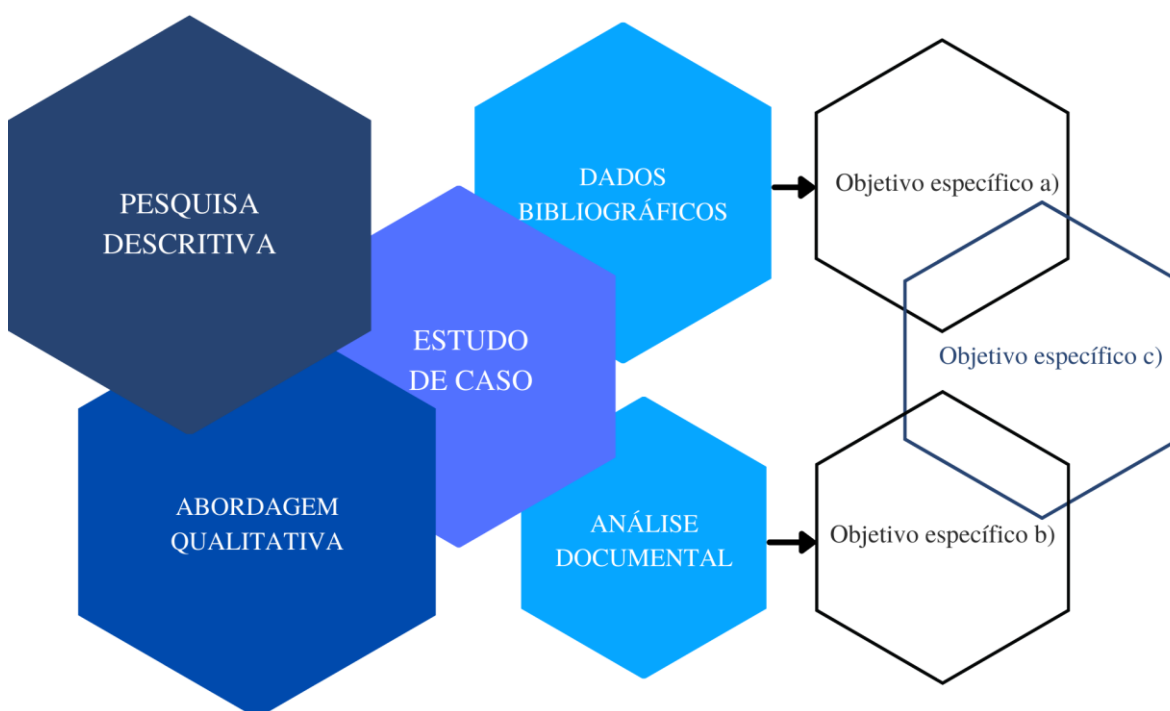 PESQUISA
DESCRITIVA
ABORDAGEM
QUALITATIVA
ESTUDO
DE CASO
DADOS
BIBLIOGRÁFICOS
ANÁLISE
DOCUMENTAL
Objetivo específico a)
Objetivo específico b)
Objetivo específico c)